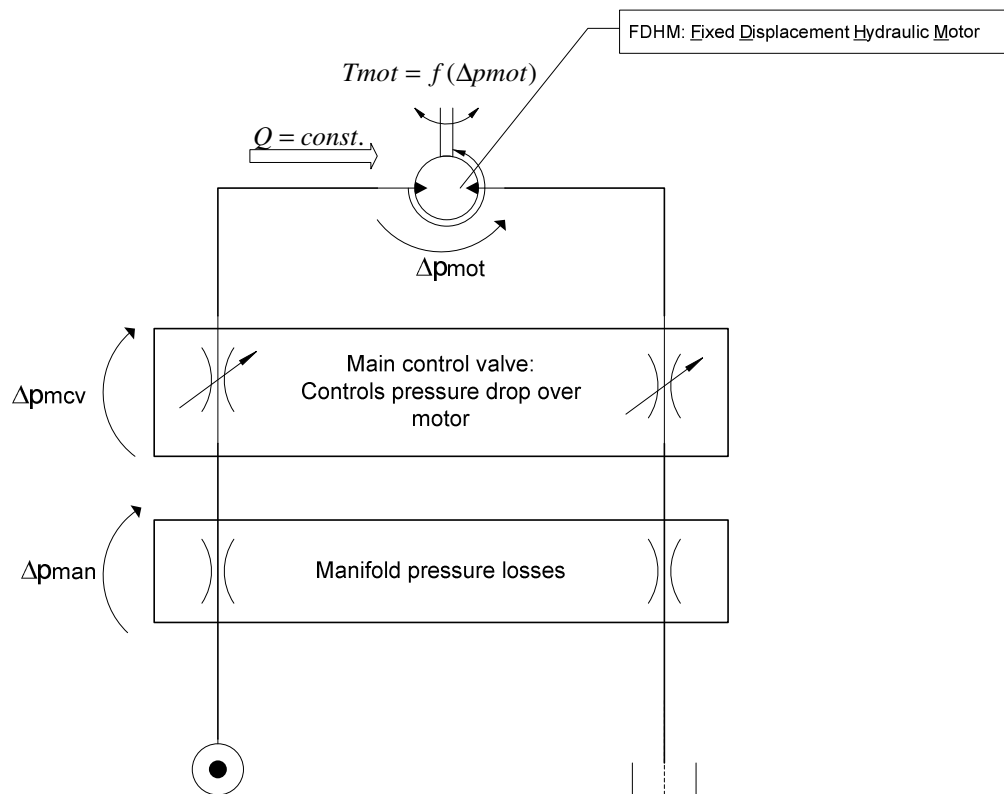 FDHM: Fixed Displacement Hydraulic Motor
Tmot = f(Δpmot)
Q = const.
Δpmot
Main control valve:
Controls pressure drop over
motor
Δpmcv
Manifold pressure losses
Δpman